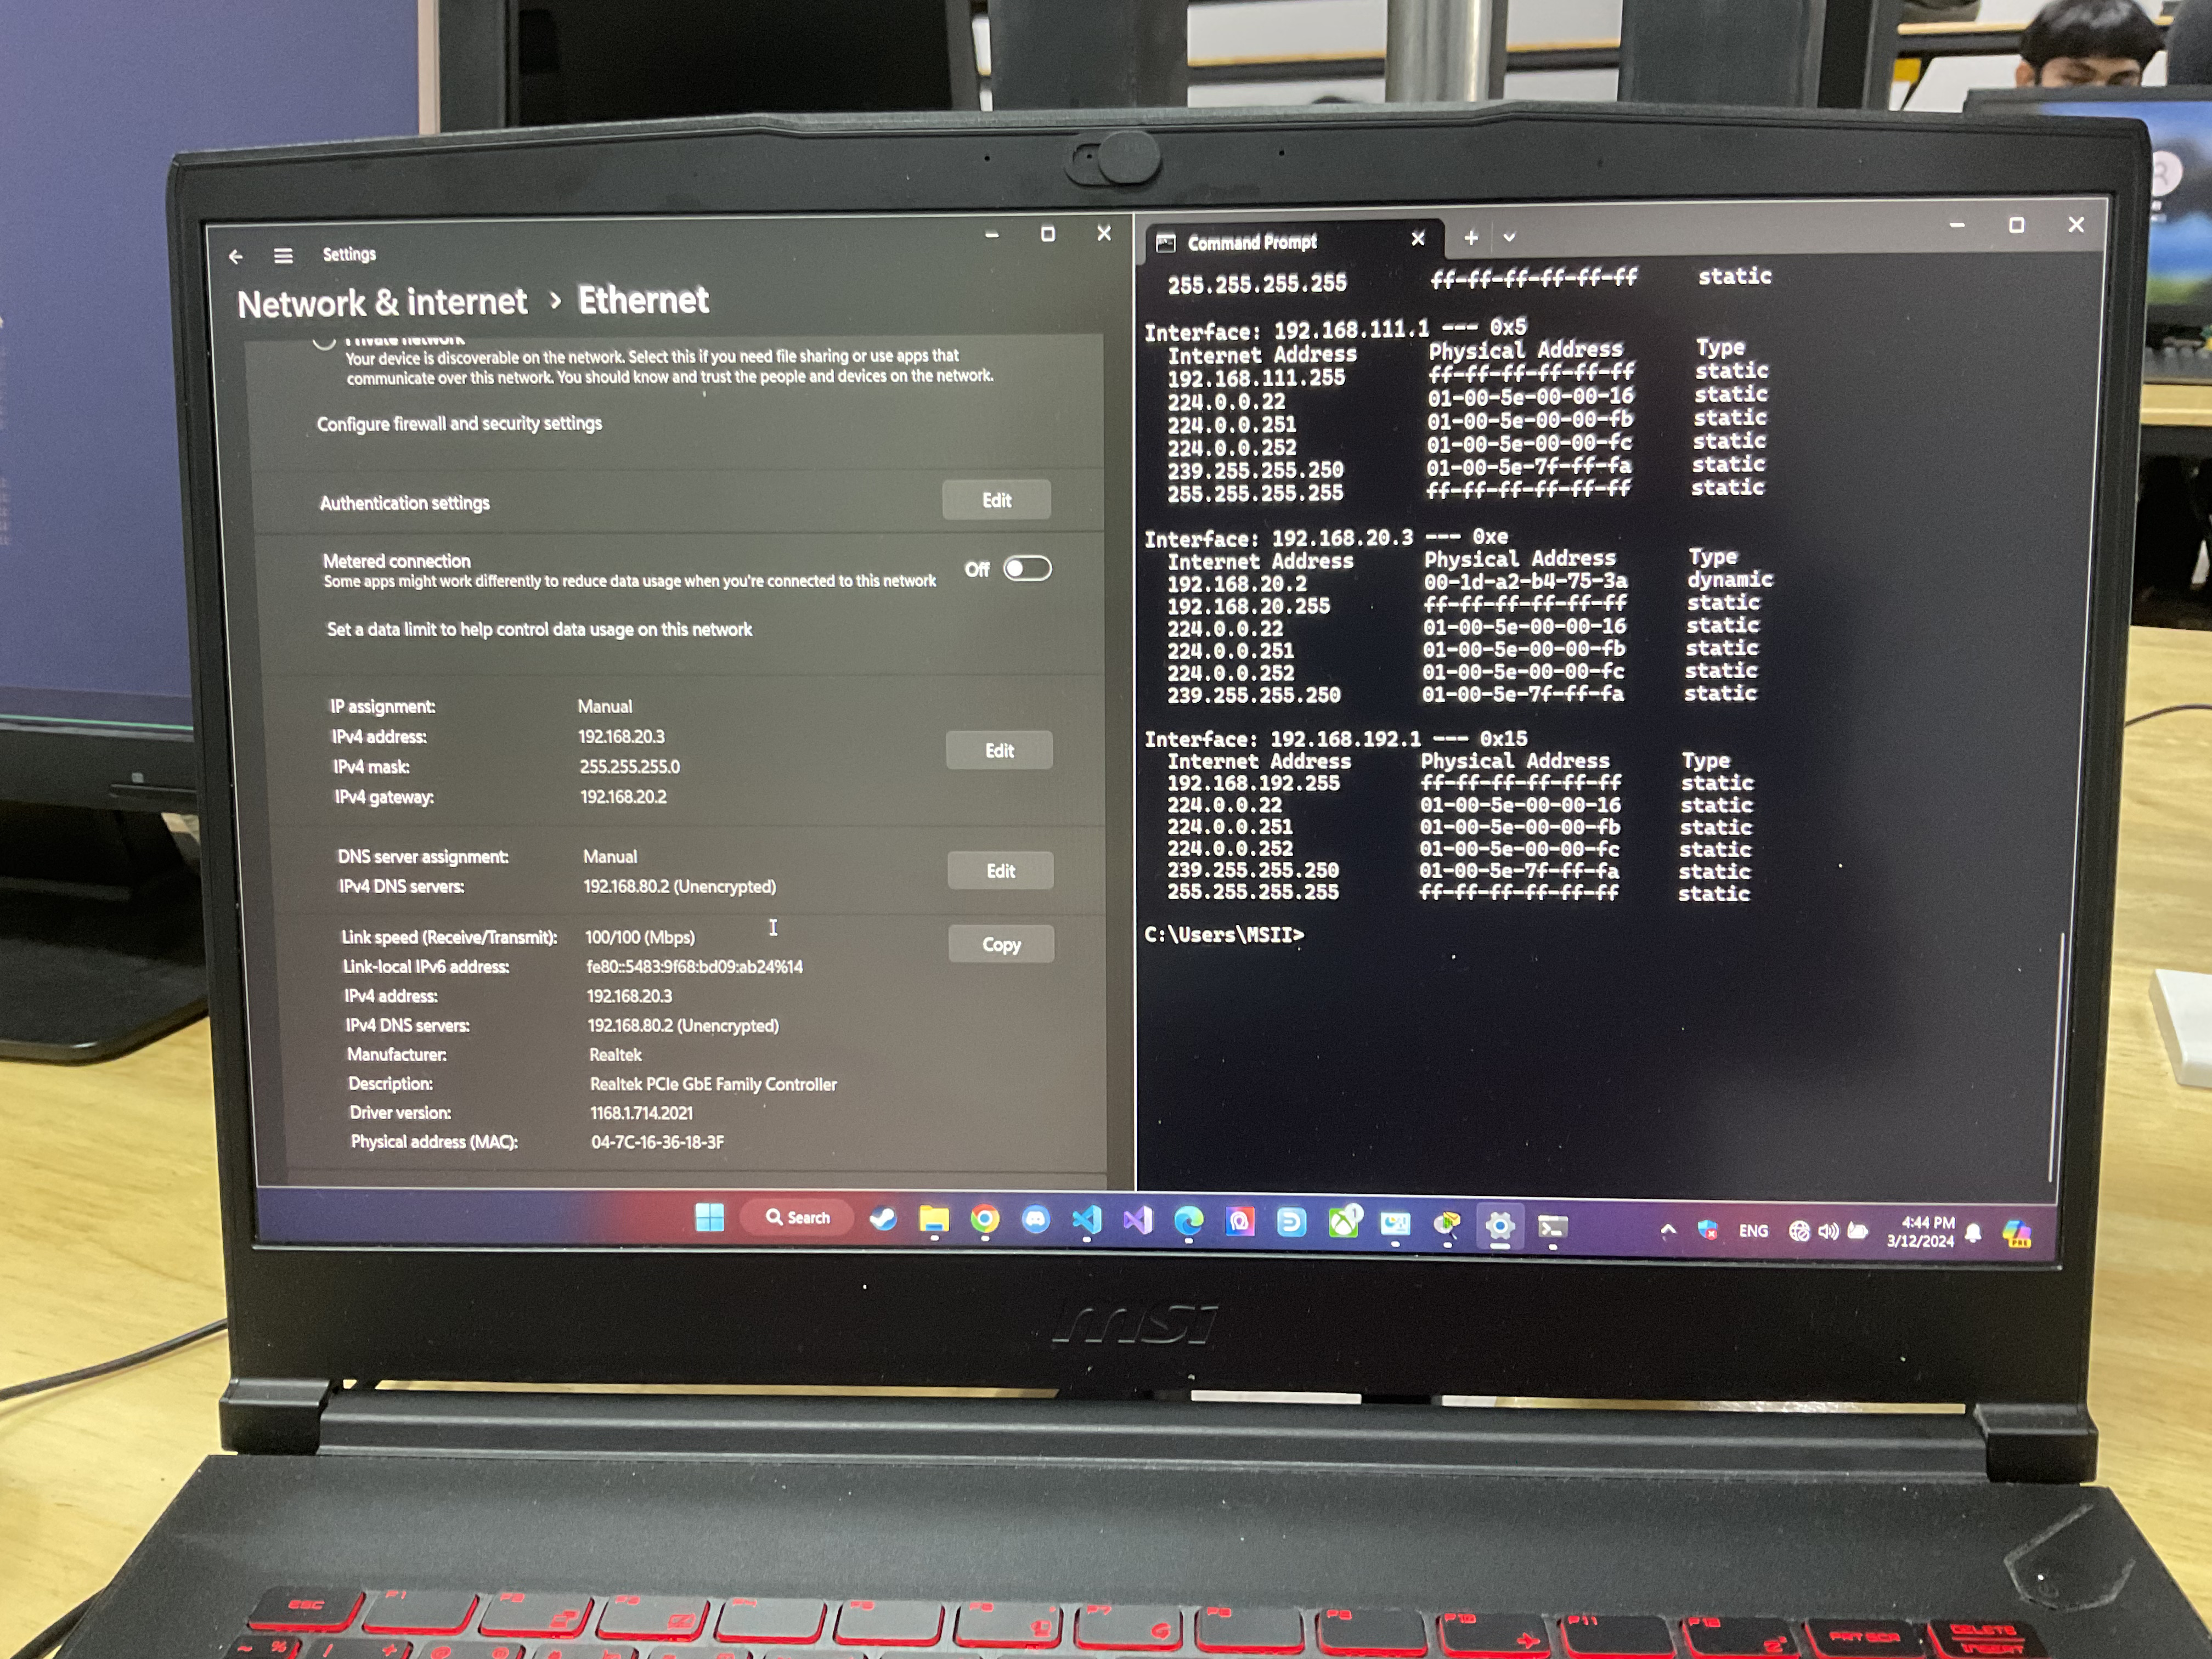 Settings
Network & internet > Ethernet
Private network
Your device is discoverable on the network. Select this if you need file sharing or use apps that
communicate over this network. You should know and trust the people and devices on the network.
Configure firewall and security settings
Authentication settings Edit
Metered connection
Some apps might work differently to reduce data usage when you're connected to this network
Off
Set a data limit to help control data usage on this network
IP assignment: Manual
IPv4 address: 192.168.20.3
IPv4 mask: 255.255.255.0
IPv4 gateway: 192.168.20.2
Edit
DNS server assignment: Manual
IPv4 DNS servers: 192.168.80.2 (Unencrypted)
Edit
Link speed (Receive/Transmit): 100/100 (Mbps)
Copy
Link-local IPv6 address: fe80::5483:9f68:bd09:ab24%14
IPv4 address: 192.168.20.3
IPv4 DNS servers: 192.168.80.2 (Unencrypted)
Manufacturer: Realtek
Description: Realtek PCIe GbE Family Controller
Driver version: 1168.1.714.2021
Physical address (MAC): 04-7C-16-36-18-3F
Command Prompt
255.255.255.255 ff-ff-ff-ff-ff-ff static
Interface: 192.168.111.1 --- 0x5
Internet Address Physical Address Type
192.168.111.255 ff-ff-ff-ff-ff-ff static
224.0.0.22 01-00-5e-00-00-16 static
224.0.0.251 01-00-5e-00-00-fb static
224.0.0.252 01-00-5e-00-00-fc static
239.255.255.250 01-00-5e-7f-ff-fa static
255.255.255.255 ff-ff-ff-ff-ff-ff static
Interface: 192.168.20.3 --- 0xe
Internet Address Physical Address Type
192.168.20.2 00-1d-a2-b4-75-3a dynamic
192.168.20.255 ff-ff-ff-ff-ff-ff static
224.0.0.22 01-00-5e-00-00-16 static
224.0.0.251 01-00-5e-00-00-fb static
224.0.0.252 01-00-5e-00-00-fc static
239.255.255.250 01-00-5e-7f-ff-fa static
Interface: 192.168.192.1 --- 0x15
Internet Address Physical Address Type
192.168.192.255 ff-ff-ff-ff-ff-ff static
224.0.0.22 01-00-5e-00-00-16 static
224.0.0.251 01-00-5e-00-00-fb static
224.0.0.252 01-00-5e-00-00-fc static
239.255.255.250 01-00-5e-7f-ff-fa static
255.255.255.255 ff-ff-ff-ff-ff-ff static
C:\Users\MSII>
Search
1
ENG
4:44 PM
3/12/2024
PRE
msi
ESC F1 F10 F11 F12 PRT SCR DELETE
INSERT